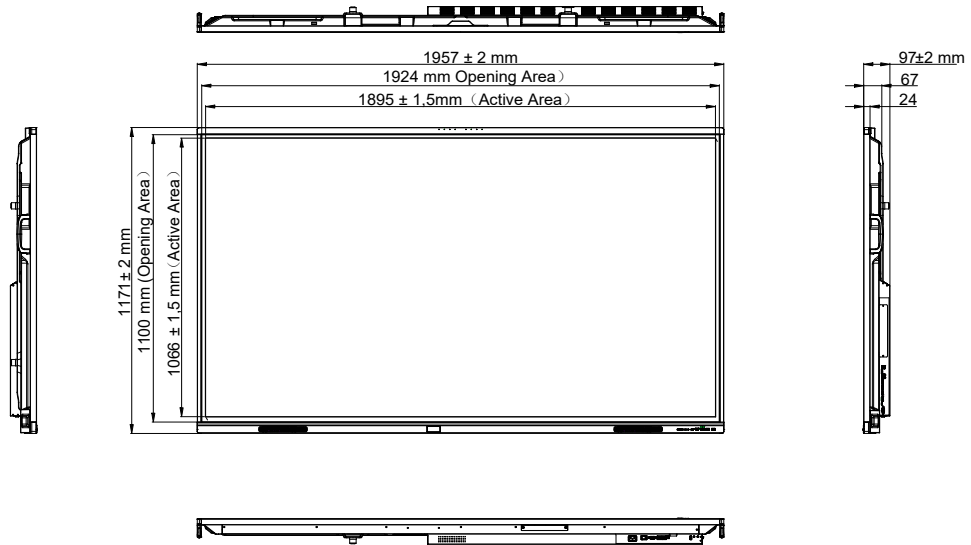 1957 ± 2 mm
97±2 mm
1924 mm Opening Area）
67
1895 ± 1,5mm（Active Area）
24
1171± 2 mm
1100 mm (Opening Area）
1066 ± 1,5 mm（Active Area）